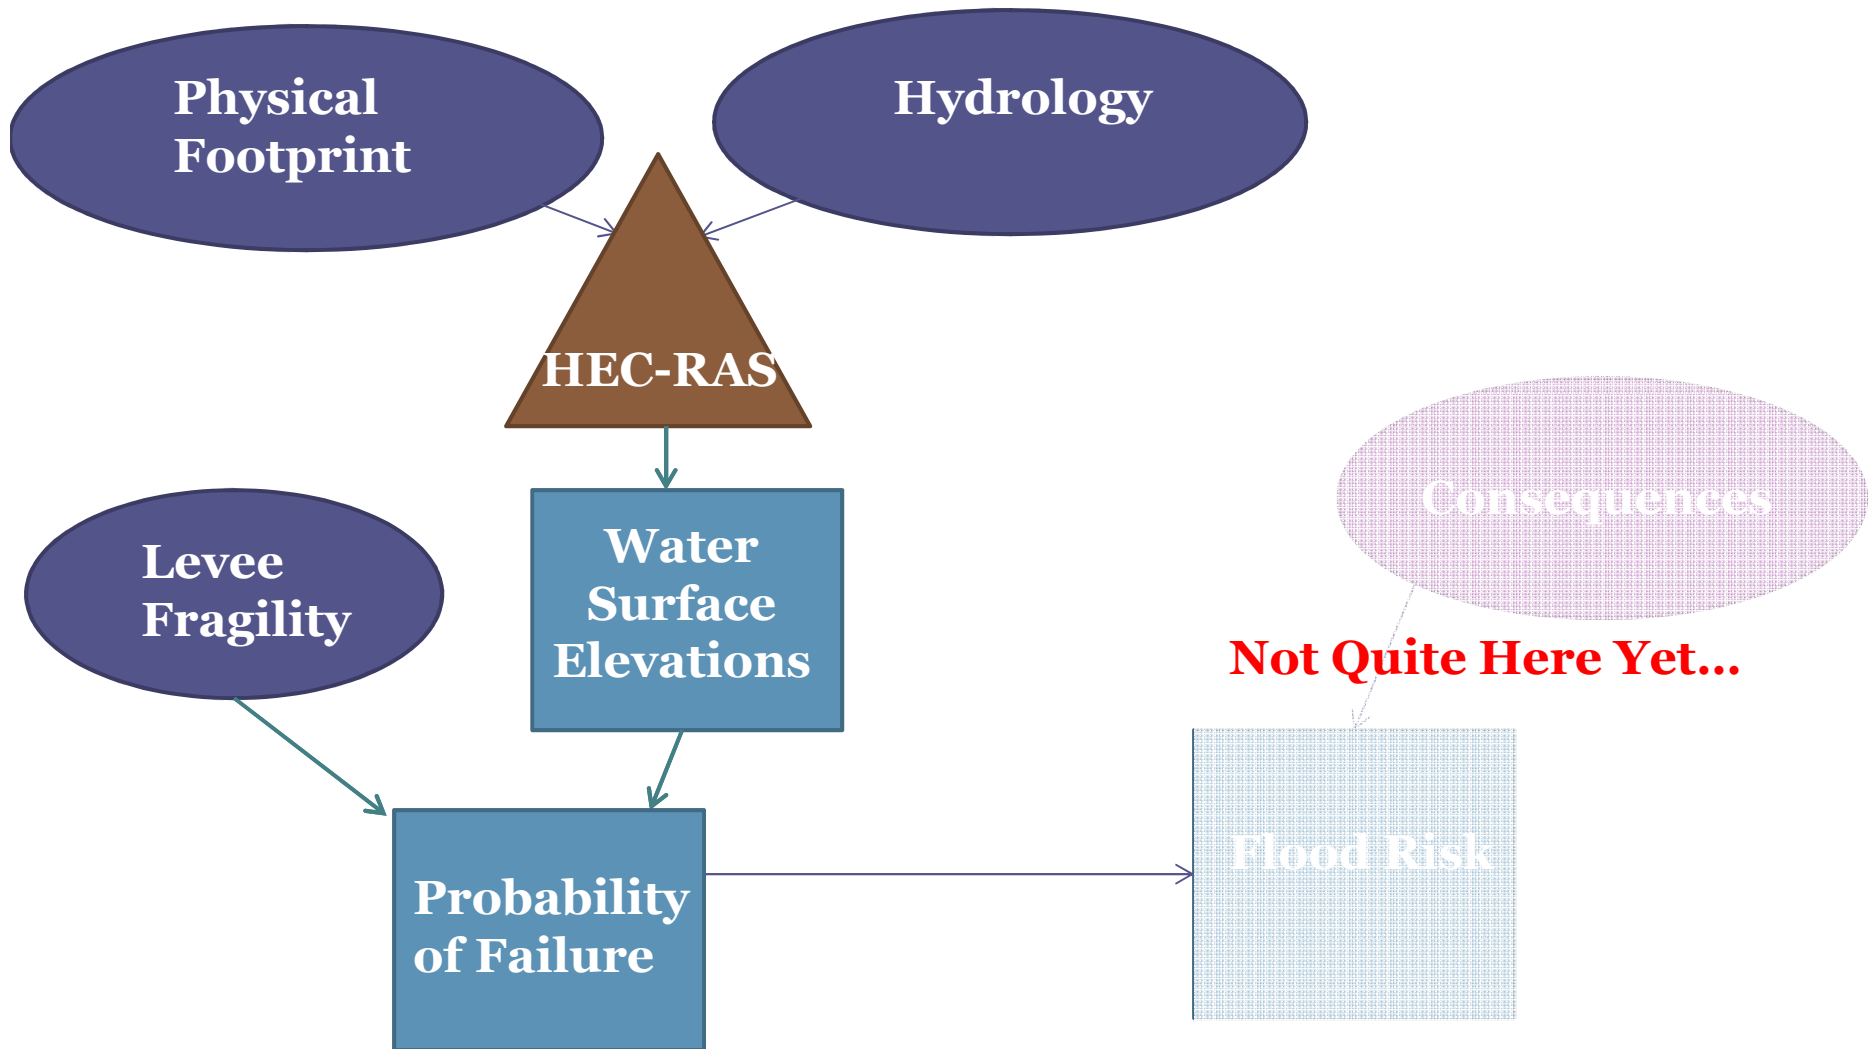 Physical
Footprint
Hydrology
HEC-RAS
Consequences
Levee
Fragility
Water
Surface
Elevations
Not Quite Here Yet...
Flood Risk
Probability
of Failure